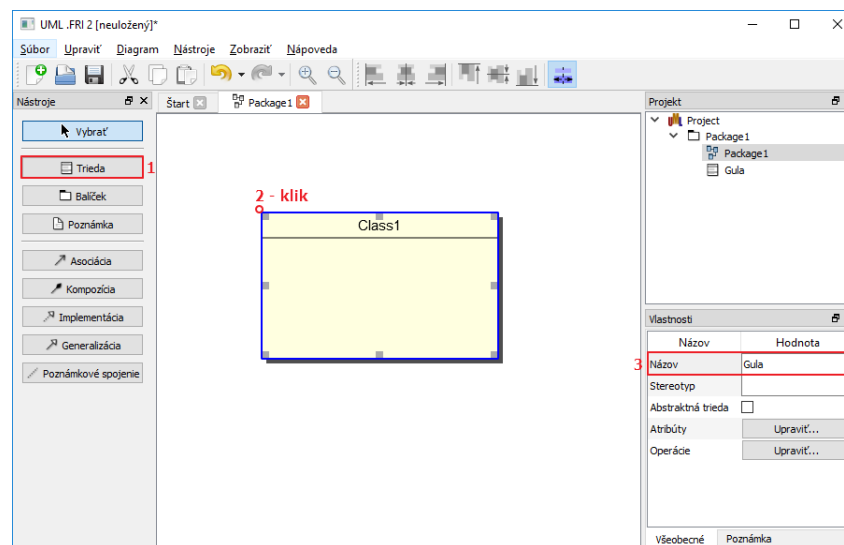 UML .FRI 2 [neuložený]*
Súbor Upraviť Diagram Nástroje Zobraziť Nápoveda
Nástroje
Štart
Package1
Projekt
Vybrať
Trieda 1
Balíček
Poznámka
Asociácia
Kompozícia
Implementácia
Generalizácia
Poznámkové spojenie
2 - klik
Class1
Project
Package1
Package1
Gula
Vlastnosti
Názov Hodnota
3 Názov Gula
Stereotyp
Abstraktná trieda
Atribúty Upraviť...
Operácie Upraviť...
Všeobecné Poznámka